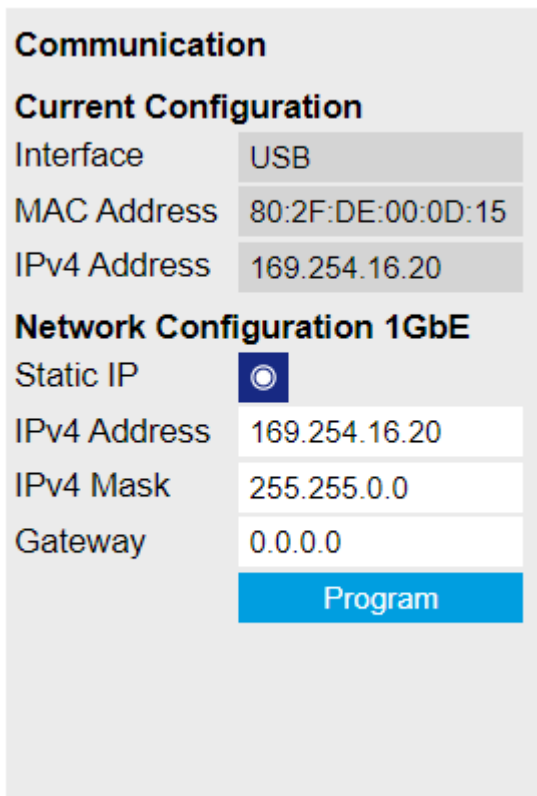 Communication
Current Configuration
Interface USB
MAC Address 80:2F:DE:00:0D:15
IPv4 Address 169.254.16.20
Network Configuration 1GbE
Static IP
IPv4 Address 169.254.16.20
IPv4 Mask 255.255.0.0
Gateway 0.0.0.0
Program